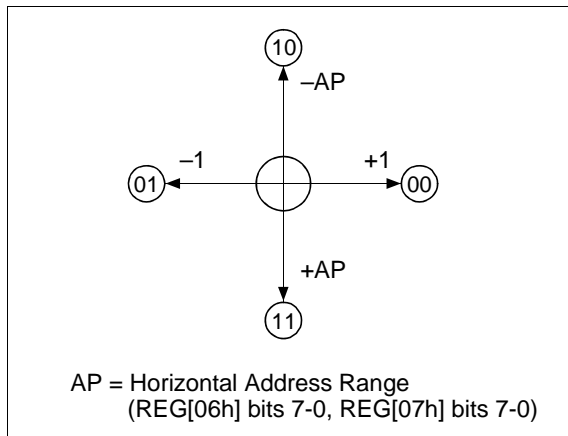 10
–AP
–1
+1
01
00
+AP
11
AP = Horizontal Address Range
(REG[06h] bits 7-0, REG[07h] bits 7-0)